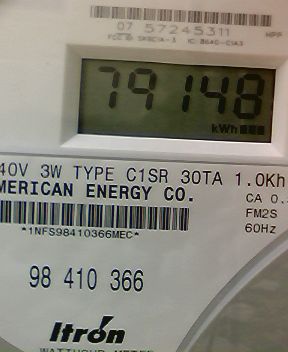 07 57245311
79148
kWh
40V 3W TYPE C1SR 30TA 1.0Kh
MERICAN ENERGY CO.
CA 0.
FM2S
60Hz
*1NFS98410366MEC*
98 410 366
Itrón